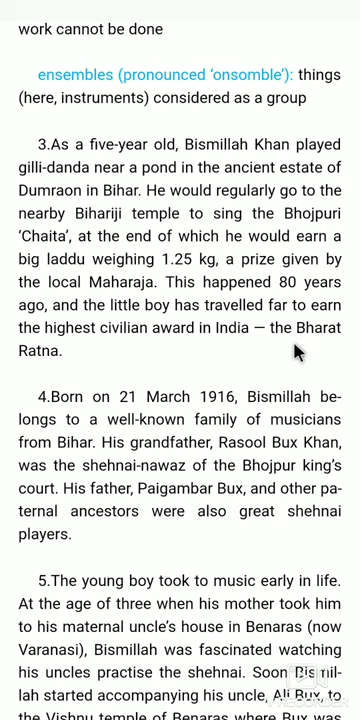 work cannot be done
ensembles (pronounced ‘onsomble’): things
(here, instruments) considered as a group
3.As a five-year old, Bismillah Khan played
gilli-danda near a pond in the ancient estate of
Dumraon in Bihar. He would regularly go to the
nearby Bihariji temple to sing the Bhojpuri
‘Chaita’, at the end of which he would earn a
big laddu weighing 1.25 kg, a prize given by
the local Maharaja. This happened 80 years
ago, and the little boy has travelled far to earn
the highest civilian award in India — the Bharat
Ratna.
4.Born on 21 March 1916, Bismillah be-
longs to a well-known family of musicians
from Bihar. His grandfather, Rasool Bux Khan,
was the shehnai-nawaz of the Bhojpur king’s
court. His father, Paigambar Bux, and other pa-
ternal ancestors were also great shehnai
players.
5.The young boy took to music early in life.
At the age of three when his mother took him
to his maternal uncle’s house in Benaras (now
Varanasi), Bismillah was fascinated watching
his uncles practise the shehnai. Soon Bismil-
lah started accompanying his uncle, Ali Bux, to
the Vishnu temple of Benaras where Bux was